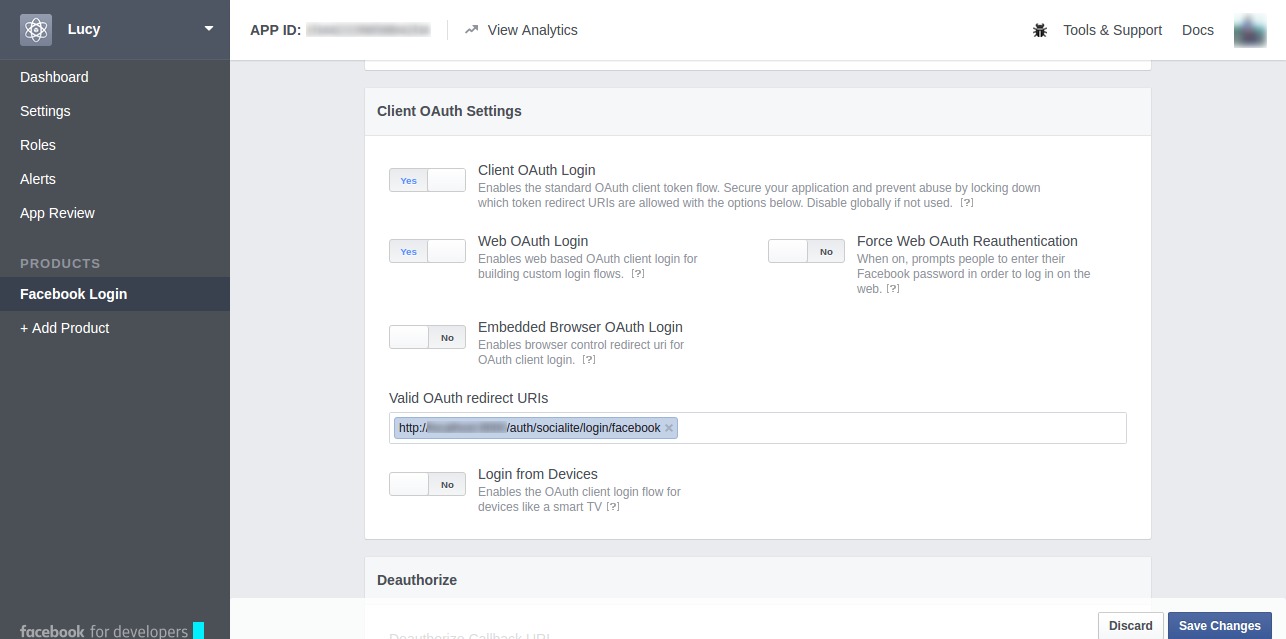 Lucy
APP ID:
View Analytics
Tools & Support
Docs
Dashboard
Settings
Roles
Alerts
App Review
PRODUCTS
Facebook Login
+ Add Product
facebook for developers
Client OAuth Settings
Yes
Client OAuth Login
Enables the standard OAuth client token flow. Secure your application and prevent abuse by locking down
which token redirect URIs are allowed with the options below. Disable globally if not used. [?]
Yes
Web OAuth Login
Enables web based OAuth client login for
building custom login flows. [?]
No
Force Web OAuth Reauthentication
When on, prompts people to enter their
Facebook password in order to log in on the
web. [?]
No
Embedded Browser OAuth Login
Enables browser control redirect uri for
OAuth client login. [?]
Valid OAuth redirect URIs
http:/ /auth/socialite/login/facebook ×
No
Login from Devices
Enables the OAuth client login flow for
devices like a smart TV [?]
Deauthorize
Deauthorize Callback URL
Discard
Save Changes